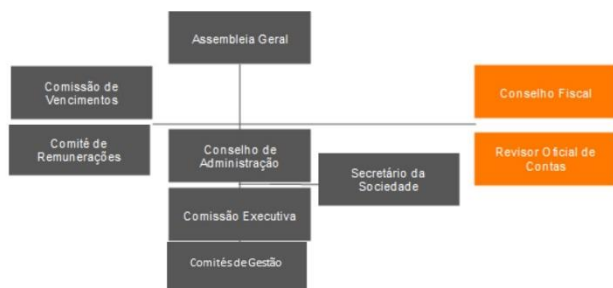 Assembleia Geral
Comissão de
Vencimentos
Conselho Fiscal
Comité de
Remunerações
Conselho de
Administração
Revisor Oficial de
Contas
Secretário da
Sociedade
Comissão Executiva
Comités de Gestão